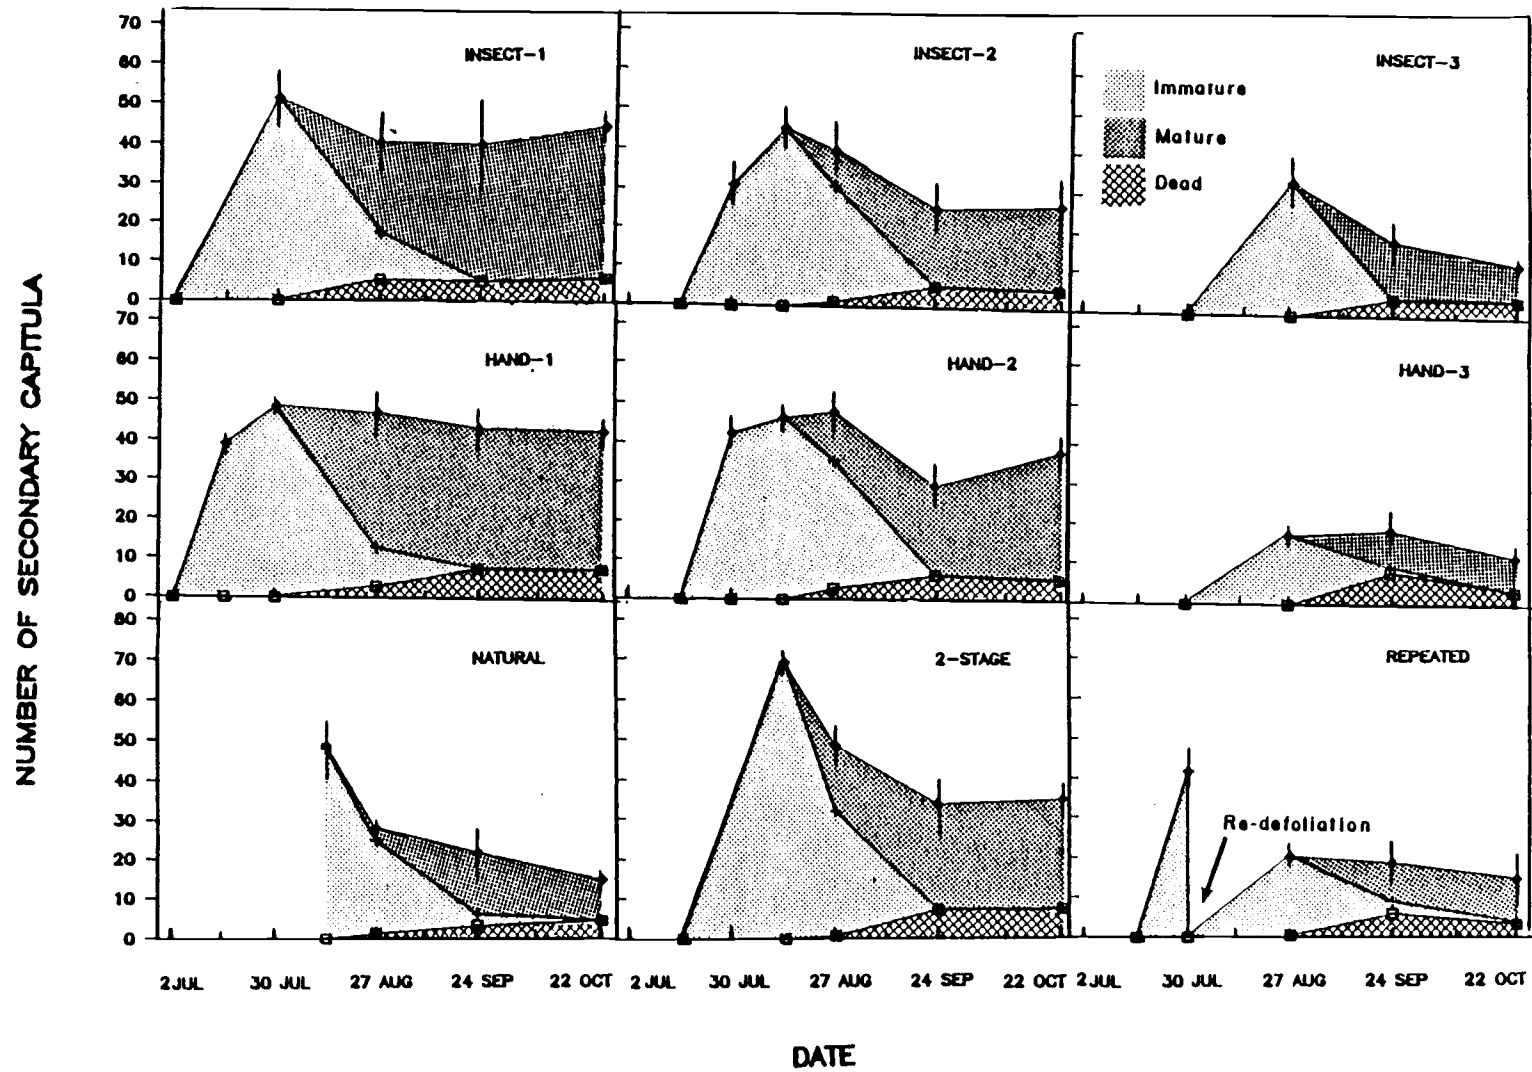 70
60
50
40
30
20
10
0
INSECT-1
INSECT-2
INSECT-3
Immature
Mature
Dead
70
60
50
40
30
20
10
0
HAND-1
HAND-2
HAND-3
80
70
60
50
40
30
20
10
0
NATURAL
2-STAGE
REPEATED
Re-defoliation
NUMBER OF SECONDARY CAPITULA
2 JUL 30 JUL 27 AUG 24 SEP 22 OCT 2 JUL 30 JUL 27 AUG 24 SEP 22 OCT 2 JUL 30 JUL 27 AUG 24 SEP 22 OCT
DATE